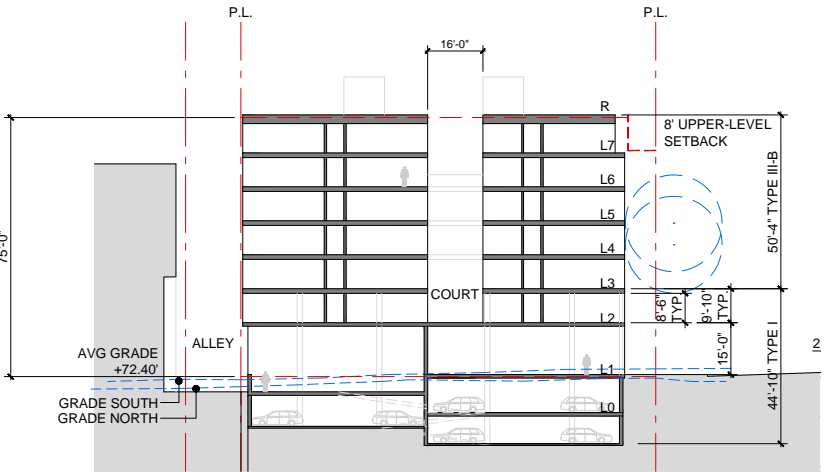 P.L.
P.L.
16'-0"
R
8' UPPER-LEVEL
SETBACK
L7
L6
L5
L4
L3
L2
L1
L0
COURT
75'-0"
50'-4" TYPE III-B
8'-6"
TYP.
9'-10"
TYP.
15'-0"
44'-10" TYPE I
ALLEY
AVG GRADE
+72.40'
GRADE SOUTH
GRADE NORTH
2